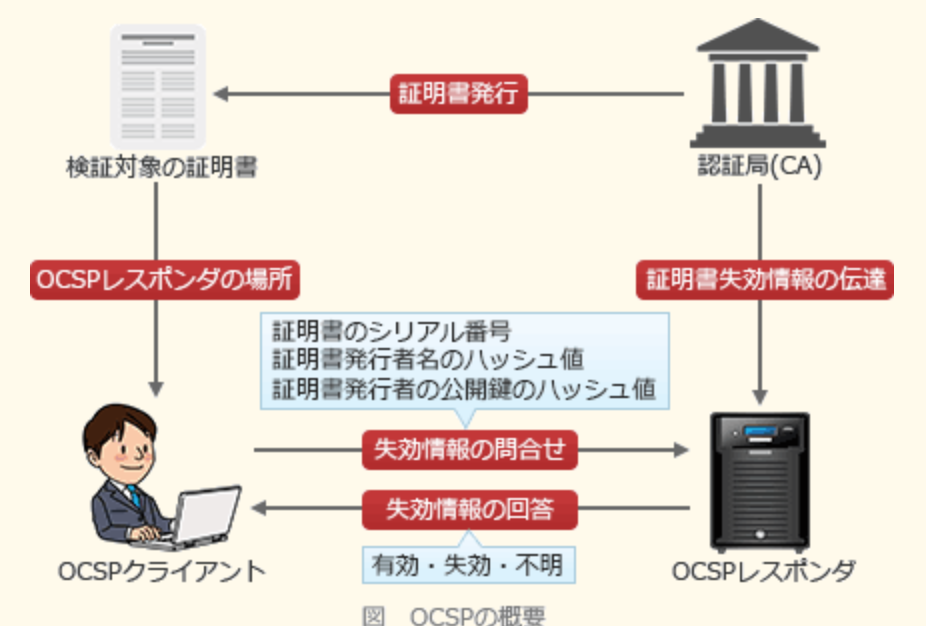 証明書発行
検証対象の証明書
認証局(CA)
OCSPレスポンダの場所
証明書失効情報の伝達
証明書のシリアル番号
証明書発行者名のハッシュ値
証明書発行者の公開鍵のハッシュ値
失効情報の問合せ
失効情報の回答
有効・失効・不明
OCSPクライアント
OCSPレスポンダ
図 OCSPの概要